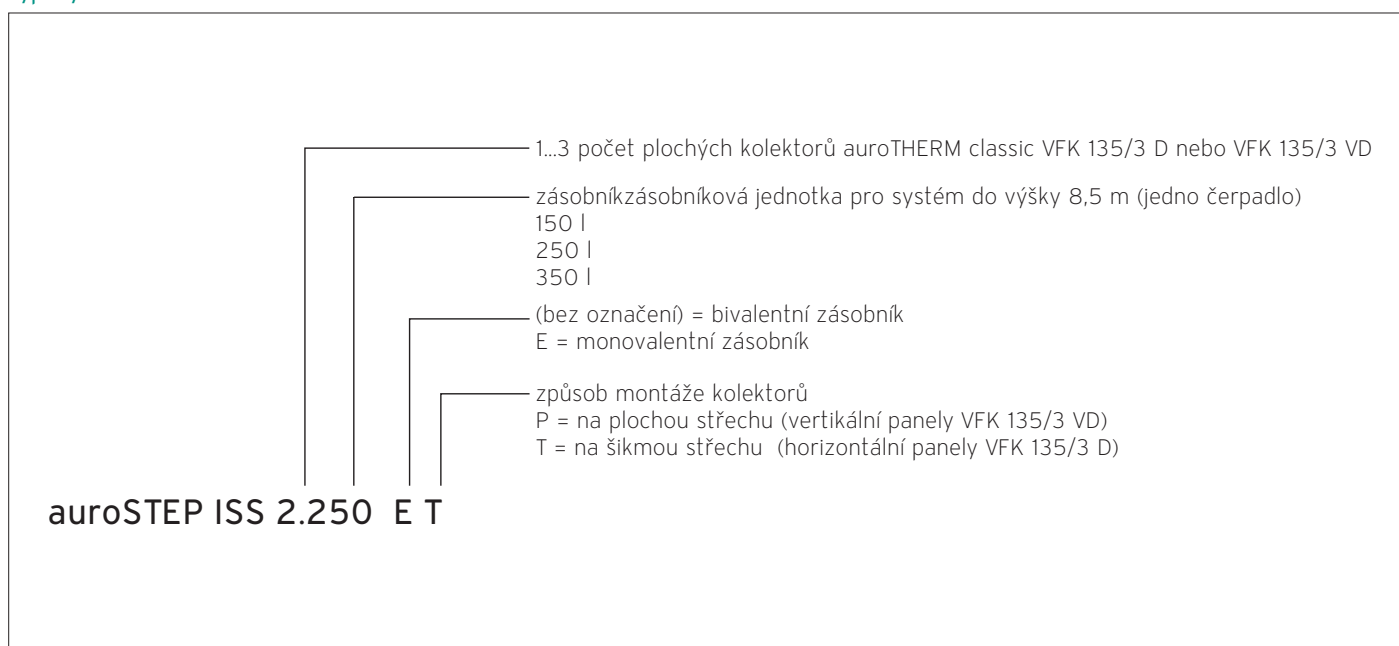 1...3 počet plochých kolektorů auroTHERM classic VFK 135/3 D nebo VFK 135/3 VD
zásobníkzásobníková jednotka pro systém do výšky 8,5 m (jedno čerpadlo)
150 l
250 l
350 l
(bez označení) = bivalentní zásobník
E = monovalentní zásobník
způsob montáže kolektorů
P = na plochou střechu (vertikální panely VFK 135/3 VD)
T = na šikmou střechu (horizontální panely VFK 135/3 D)
auroSTEP ISS 2.250 E T